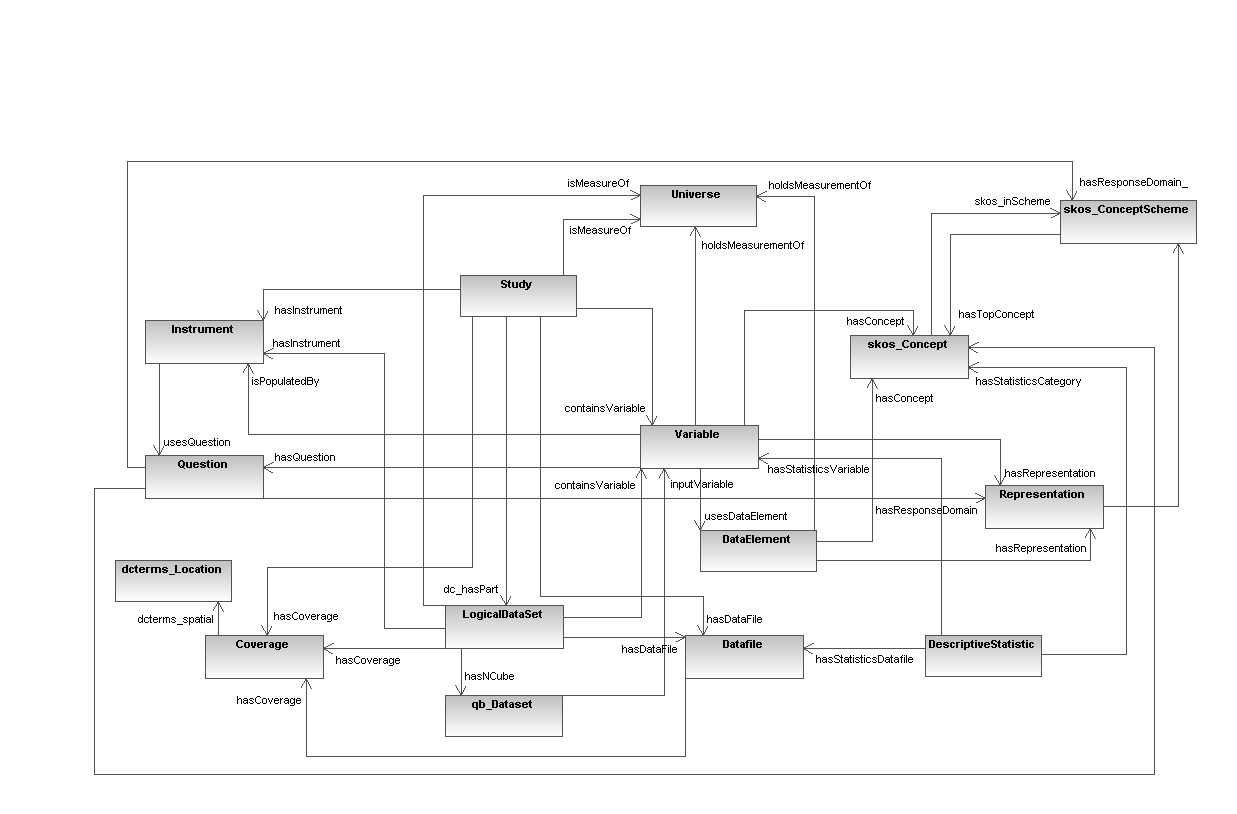 hasResponseDomain_
isMeasureOf
holdsMeasurementOf
Universe
skos_inScheme
skos_ConceptScheme
isMeasureOf
holdsMeasurementOf
Study
hasInstrument
hasTopConcept
hasConcept
Instrument
hasInstrument
skos_Concept
isPopulatedBy
hasStatisticsCategory
hasConcept
containsVariable
Variable
usesQuestion
hasQuestion
Question
hasStatisticsVariable
hasRepresentation
containsVariable
inputVariable
Representation
hasResponseDomain
usesDataElement
DataElement
hasRepresentation
dcterms_Location
dc_hasPart
dcterms_spatial
hasCoverage
LogicalDataSet
hasDataFile
Coverage
hasCoverage
hasDataFile
Datafile
hasStatisticsDatafile
DescriptiveStatistic
hasNCube
hasCoverage
qb_Dataset